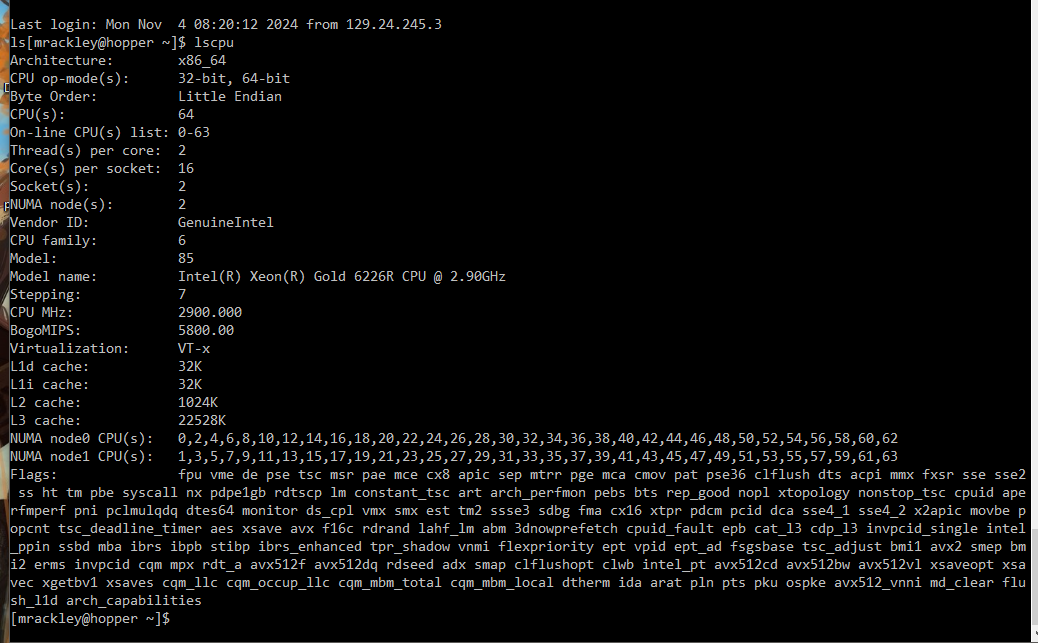 Last login: Mon Nov  4 08:20:12 2024 from 129.24.245.3
ls[mrackley@hopper ~]$ lscpu
Architecture:        x86_64
CPU op-mode(s):      32-bit, 64-bit
Byte Order:          Little Endian
CPU(s):              64
On-line CPU(s) list: 0-63
Thread(s) per core:  2
Core(s) per socket:  16
Socket(s):           2
NUMA node(s):        2
Vendor ID:           GenuineIntel
CPU family:          6
Model:               85
Model name:          Intel(R) Xeon(R) Gold 6226R CPU @ 2.90GHz
Stepping:            7
CPU MHz:             2900.000
BogoMIPS:            5800.00
Virtualization:      VT-x
L1d cache:           32K
L1i cache:           32K
L2 cache:            1024K
L3 cache:            22528K
NUMA node0 CPU(s):   0,2,4,6,8,10,12,14,16,18,20,22,24,26,28,30,32,34,36,38,40,42,44,46,48,50,52,54,56,58,60,62
NUMA node1 CPU(s):   1,3,5,7,9,11,13,15,17,19,21,23,25,27,29,31,33,35,37,39,41,43,45,47,49,51,53,55,57,59,61,63
Flags:               fpu vme de pse tsc msr pae mce cx8 apic sep mtrr pge mca cmov pat pse36 clflush dts acpi mmx fxsr sse sse2
 ss ht tm pbe syscall nx pdpe1gb rdtscp lm constant_tsc art arch_perfmon pebs bts rep_good nopl xtopology nonstop_tsc cpuid ape
rfmperf pni pclmulqdq dtes64 monitor ds_cpl vmx smx est tm2 ssse3 sdbg fma cx16 xtpr pdcm pcid dca sse4_1 sse4_2 x2apic movbe p
opcnt tsc_deadline_timer aes xsave avx f16c rdrand lahf_lm abm 3dnowprefetch cpuid_fault epb cat_l3 cdp_l3 invpcid_single intel
_ppin ssbd mba ibrs ibpb stibp ibrs_enhanced tpr_shadow vnmi flexpriority ept vpid ept_ad fsgsbase tsc_adjust bmi1 avx2 smep bm
i2 erms invpcid cqm mpx rdt_a avx512f avx512dq rdseed adx smap clflushopt clwb intel_pt avx512cd avx512bw avx512vl xsaveopt xsa
vec xgetbv1 xsaves cqm_llc cqm_occup_llc cqm_mbm_total cqm_mbm_local dtherm ida arat pln pts pku ospke avx512_vnni md_clear flu
sh_l1d arch_capabilities
[mrackley@hopper ~]$